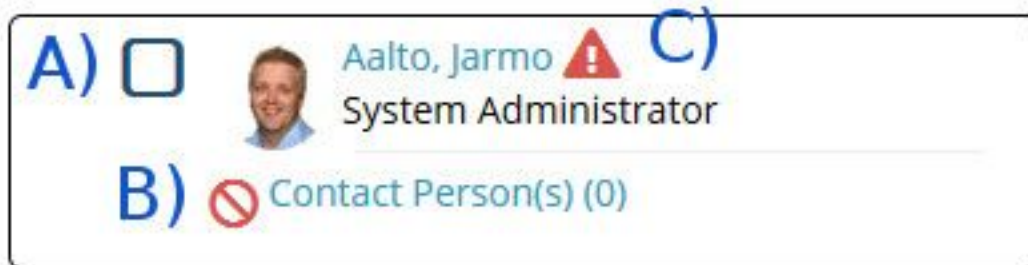 A) Aalto, Jarmo C)
System Administrator
B) Contact Person(s) (0)